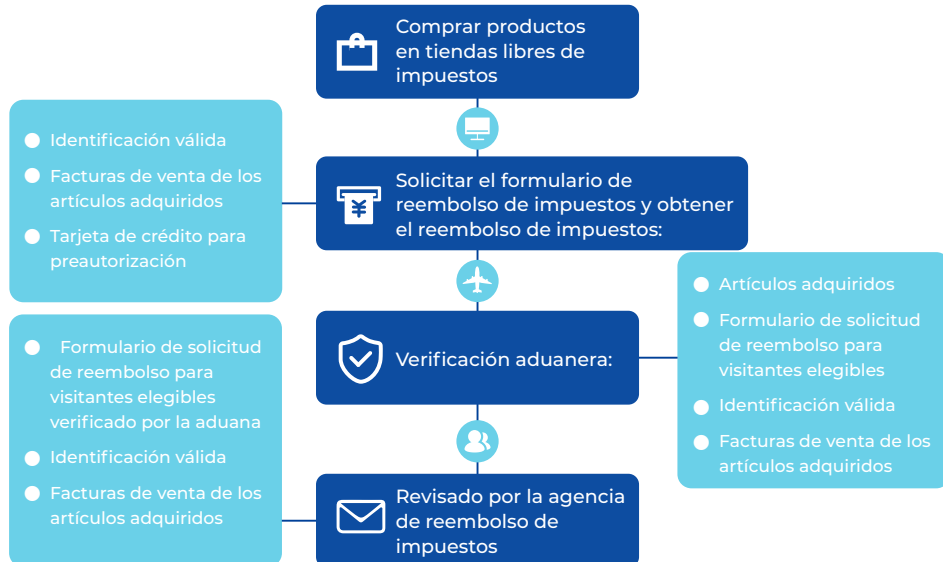 Comprar productos
en tiendas libres de
impuestos
Identificación válida
Facturas de venta de los
artículos adquiridos
Tarjeta de crédito para
preautorización
¥
Solicitar el formulario de
reembolso de impuestos y obtener
el reembolso de impuestos:
Verificación aduanera:
Artículos adquiridos
Formulario de solicitud
de reembolso para
visitantes elegibles
Identificación válida
Facturas de venta de los
artículos adquiridos
Formulario de solicitud
de reembolso para
visitantes elegibles
verificado por la aduana
Identificación válida
Facturas de venta de los
artículos adquiridos
Revisado por la agencia
de reembolso de
impuestos